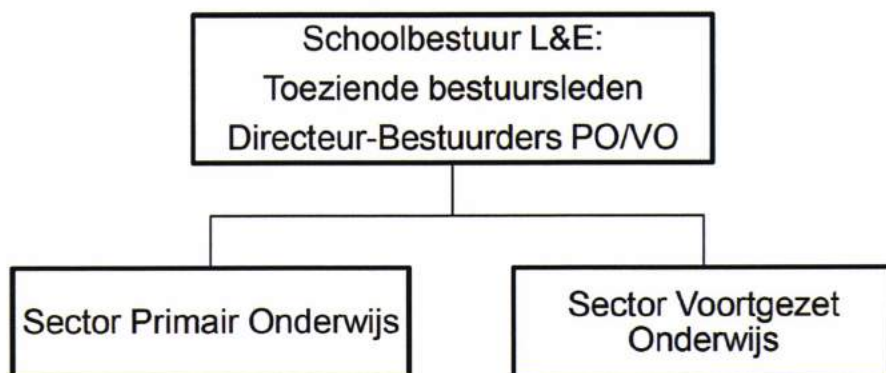 Schoolbestuur L&E:
Toeziende bestuursleden
Directeur-Bestuurders PO/VO
Sector Primair Onderwijs
Sector Voortgezet
Onderwijs